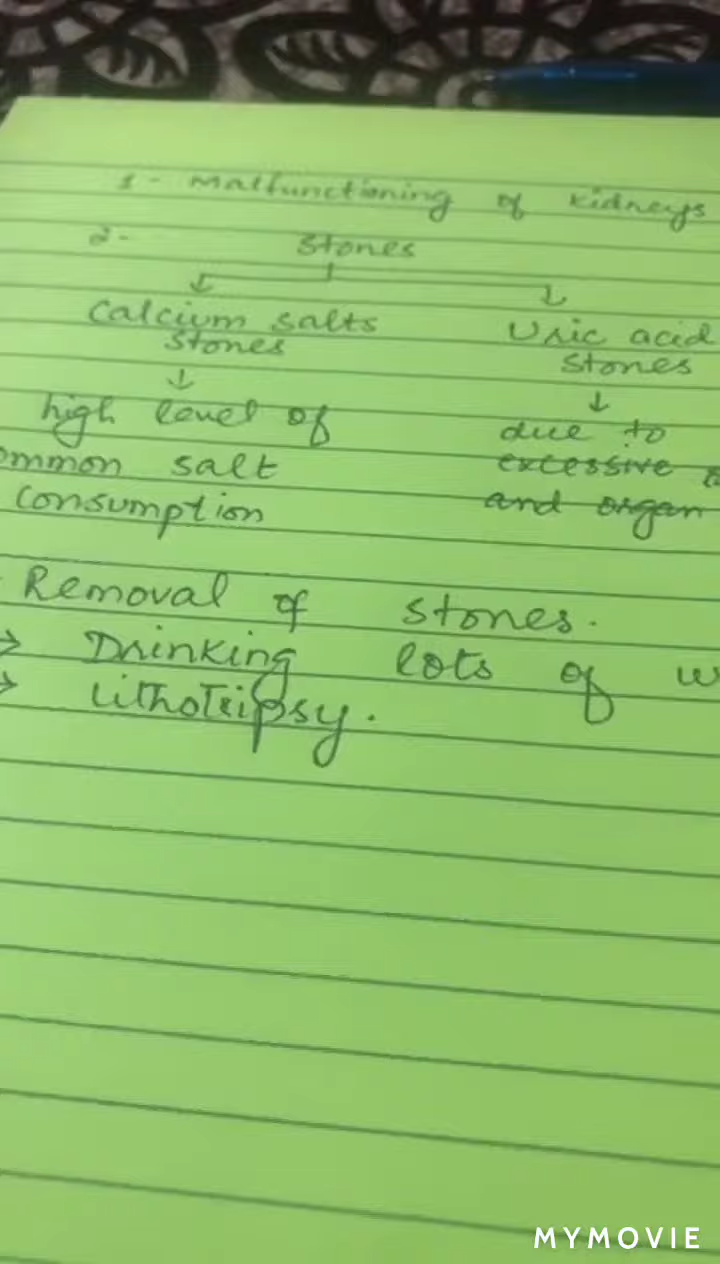 1- Malfunctioning of kidneys
2- Stones
Calcium salts Uric acid
stones stones
high level of due to
ommon salt excessive
consumption and organ
Removal of stones.
→ Drinking lots of w
→ Lithotripsy.
MYMOVIE